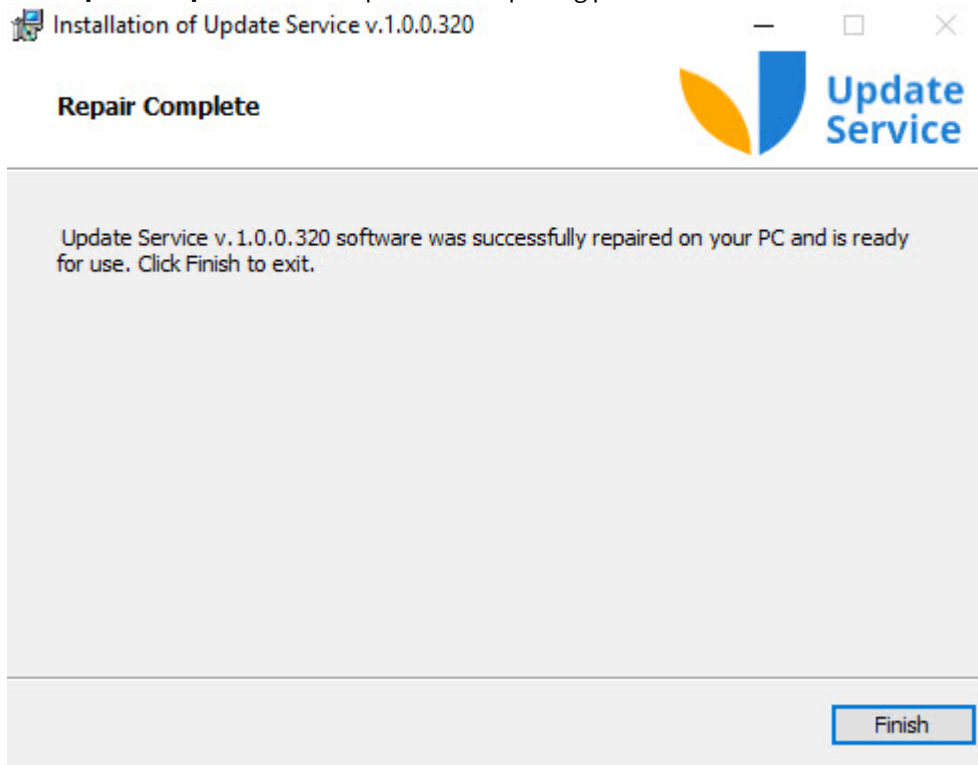 Installation of Update Service v.1.0.0.320
Repair Complete
Update
Service
Update Service v.1.0.0.320 software was successfully repaired on your PC and is ready
for use. Click Finish to exit.
Finish